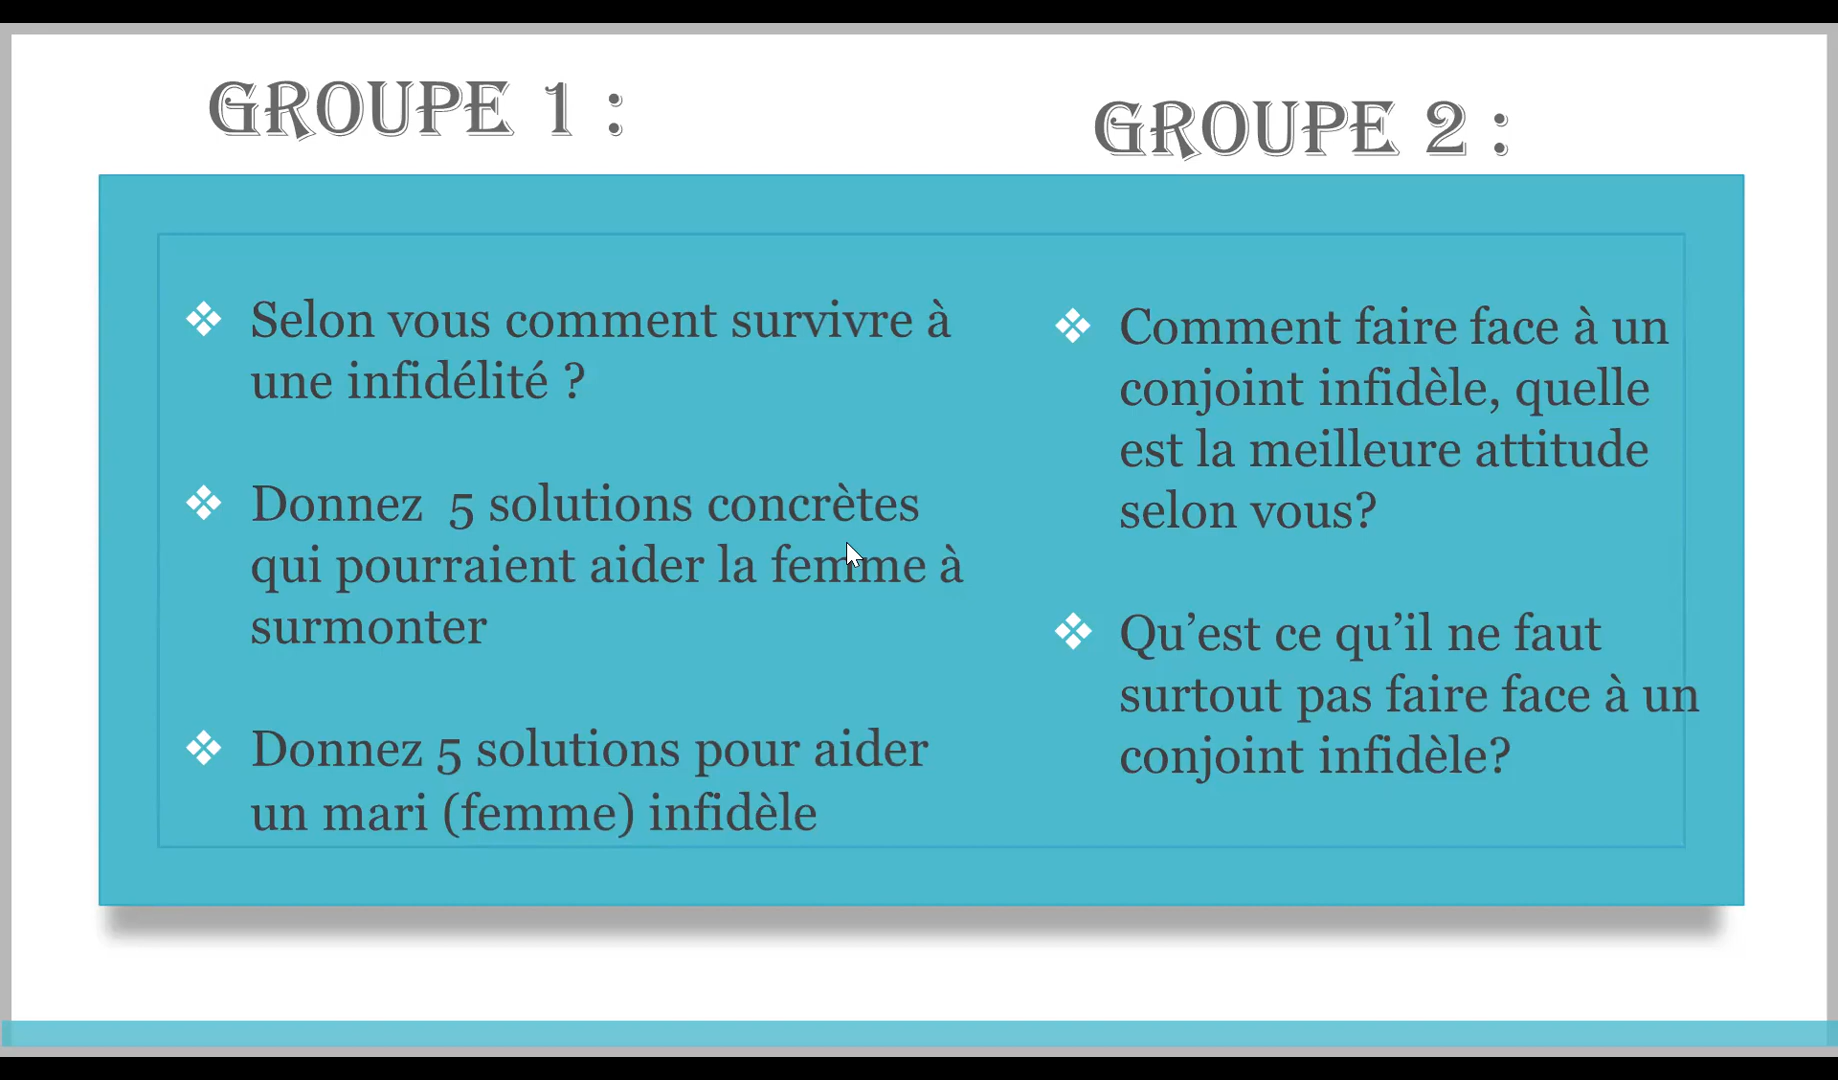 GROUPE 1 :
Selon vous comment survivre à
une infidélité ?
Donnez  5 solutions concrètes
qui pourraient aider la femme à
surmonter
Donnez 5 solutions pour aider
un mari (femme) infidèle
GROUPE 2 :
Comment faire face à un
conjoint infidèle, quelle
est la meilleure attitude
selon vous?
Qu’est ce qu’il ne faut
surtout pas faire face à un
conjoint infidèle?